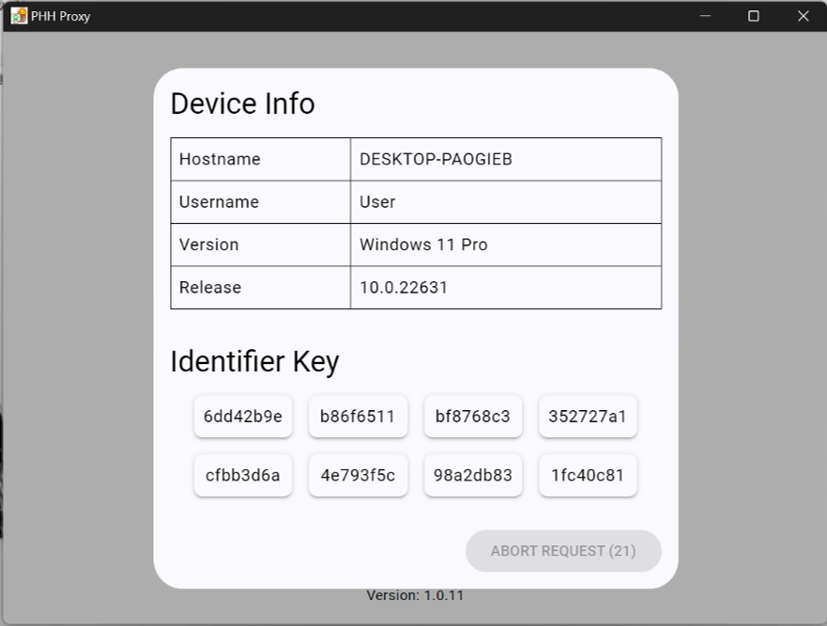 PHH Proxy
Device Info
Hostname DESKTOP-PAOGIEB
Username User
Version Windows 11 Pro
Release 10.0.22631
Identifier Key
6dd42b9e b86f6511 bf8768c3 352727a1
cfbb3d6a 4e793f5c 98a2db83 1fc40c81
ABORT REQUEST (21)
Version: 1.0.11